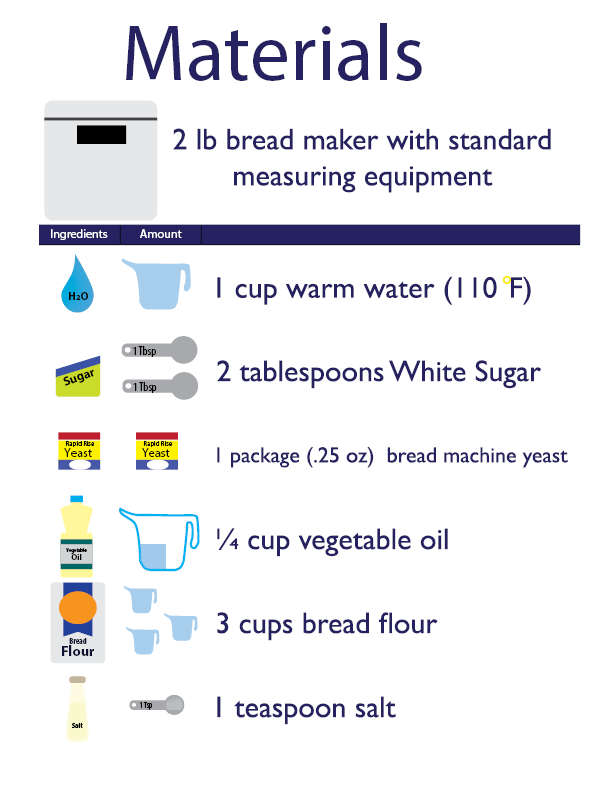 Materials
2 lb bread maker with standard
measuring equipment
Ingredients Amount
H₂O
1 cup warm water (110 °F)
Sugar
1 Tbsp
1 Tbsp
2 tablespoons White Sugar
Rapid Rise
Yeast
Rapid Rise
Yeast
1 package (.25 oz) bread machine yeast
Vegetable
Oil
¼ cup vegetable oil
Bread
Flour
3 cups bread flour
Salt
1 Tsp
1 teaspoon salt